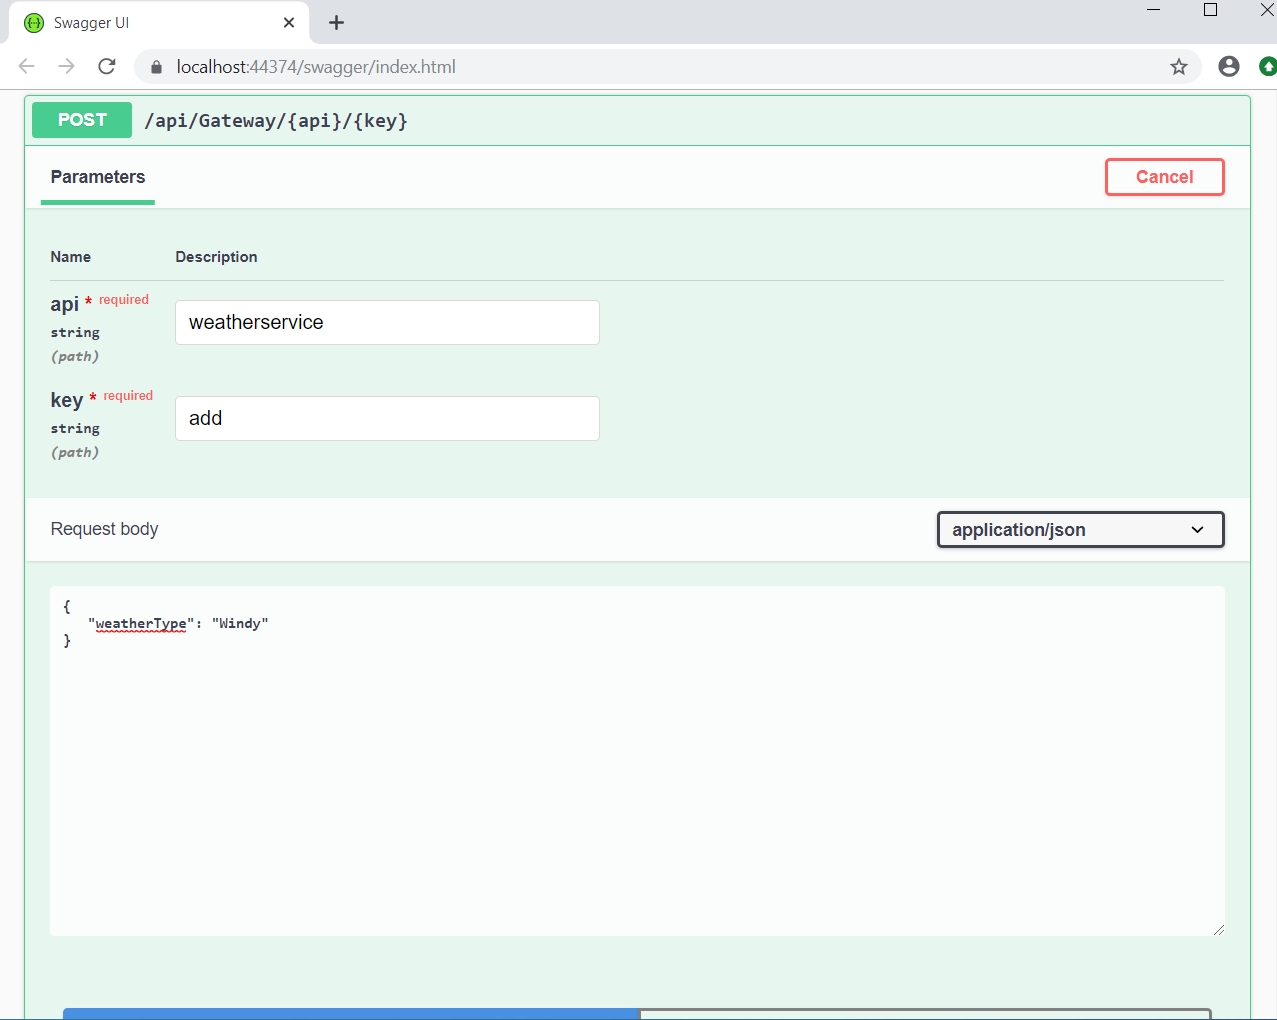 Swagger UI
localhost:44374/swagger/index.html
POST /api/Gateway/{api}/{key}
Parameters
Cancel
Name Description
api * required
string
(path)
weatherservice
key * required
string
(path)
add
Request body
application/json
{
"weatherType": "Windy"
}